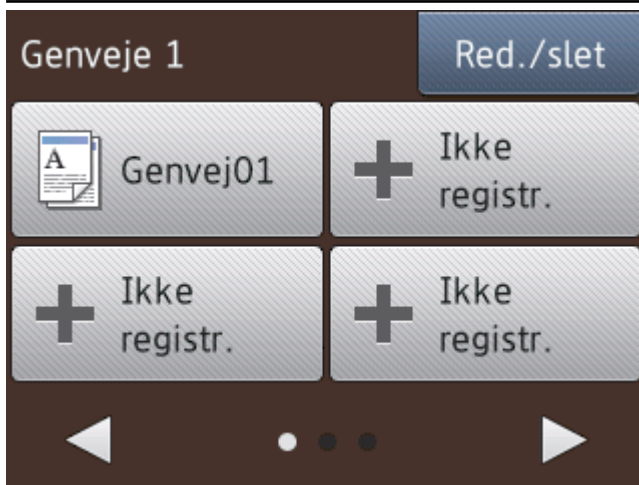 Genveje 1
Red./slet
A
Genvej01
Ikke
registr.
Ikke
registr.
Ikke
registr.